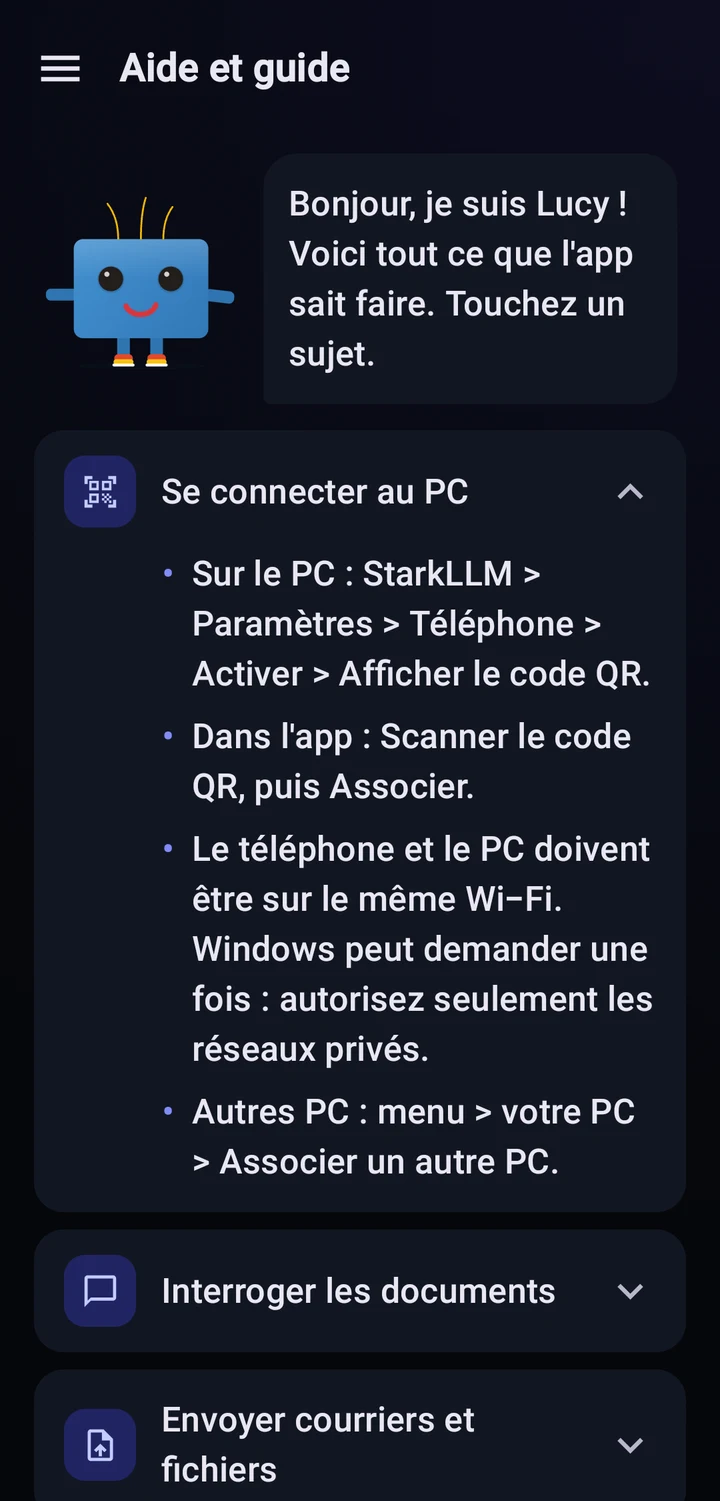 Aide et guide
Bonjour, je suis Lucy !
Voici tout ce que l'app
sait faire. Touchez un
sujet.
Se connecter au PC
• Sur le PC : StarkLLM >
Paramètres > Téléphone >
Activer > Afficher le code QR.
• Dans l'app : Scanner le code
QR, puis Associer.
• Le téléphone et le PC doivent
être sur le même Wi-Fi.
Windows peut demander une
fois : autorisez seulement les
réseaux privés.
• Autres PC : menu > votre PC
> Associer un autre PC.
Interroger les documents
Envoyer courriers et
fichiers